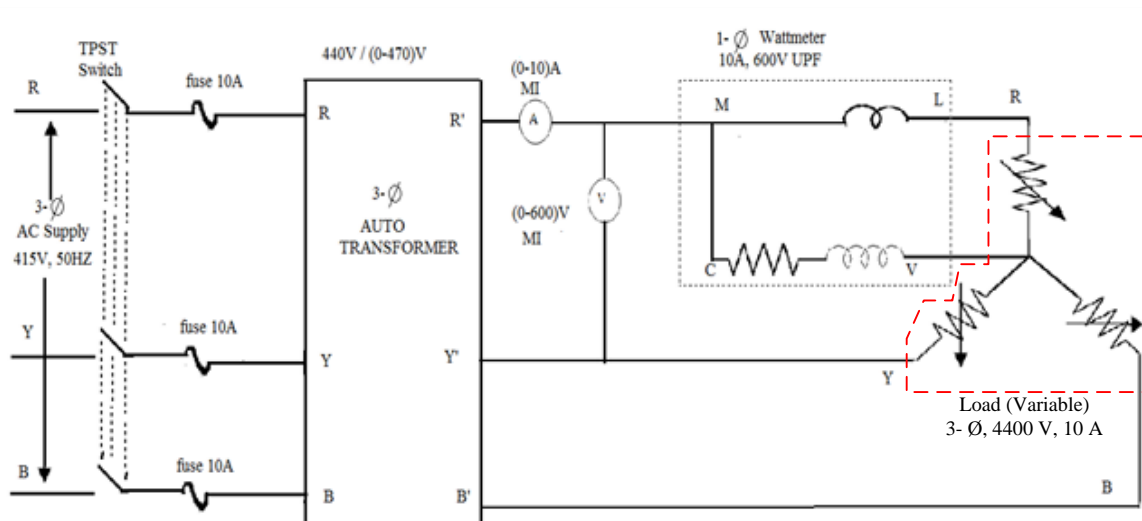 TPST
Switch
R
fuse 10A
3-Ø
AC Supply
415V, 50HZ
Y
fuse 10A
B
fuse 10A
440V / (0-470)V
R
R'
3-Ø
AUTO
TRANSFORMER
Y
Y'
B
B'
(0-10)A
MI
A
(0-600)V
MI
V
1-Ø Wattmeter
10A, 600V UPF
M
L
C
V
R
Y
Load (Variable)
3- Ø, 4400 V, 10 A
B